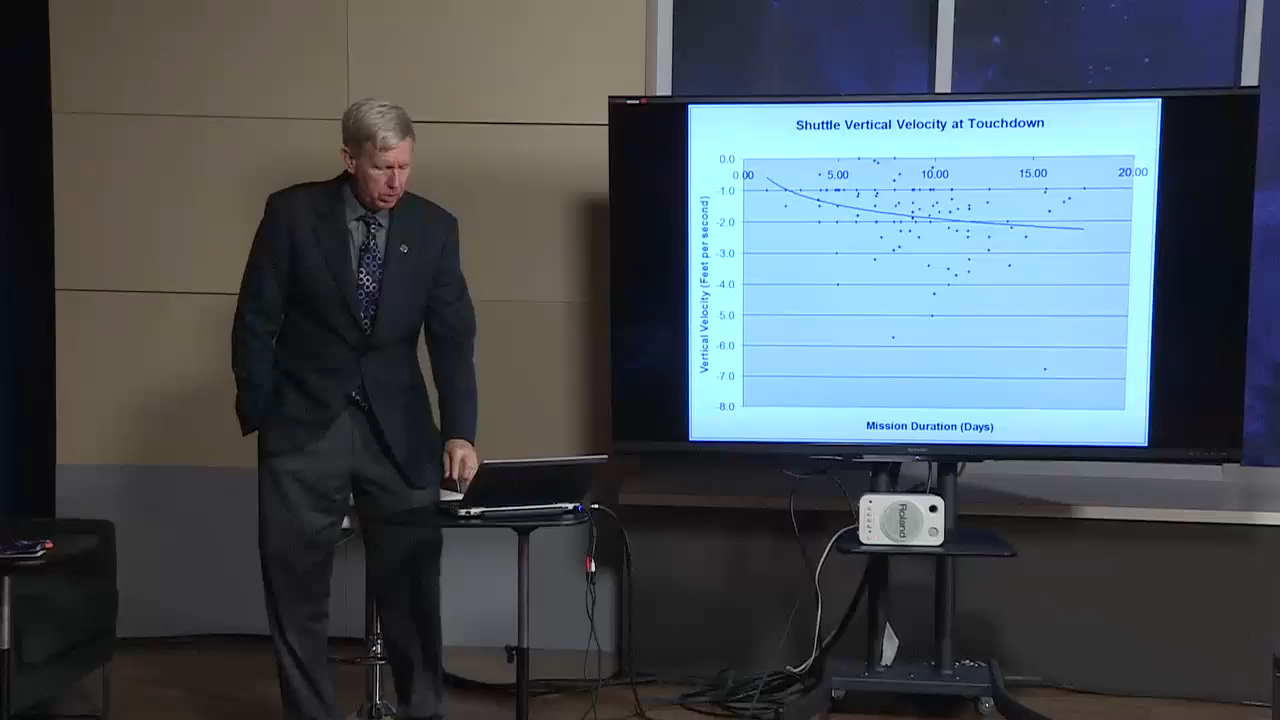 Shuttle Vertical Velocity at Touchdown
0.0
0.00 5.00 10.00 15.00 20.00
-1.0
-2.0
-3.0
-4.0
-5.0
-6.0
-7.0
-8.0
Vertical Velocity (Feet per second)
Mission Duration (Days)
Roland